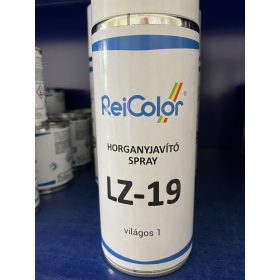 ReiColor
HORGANYJAVÍTÓ
SPRAY
LZ-19
világos 1